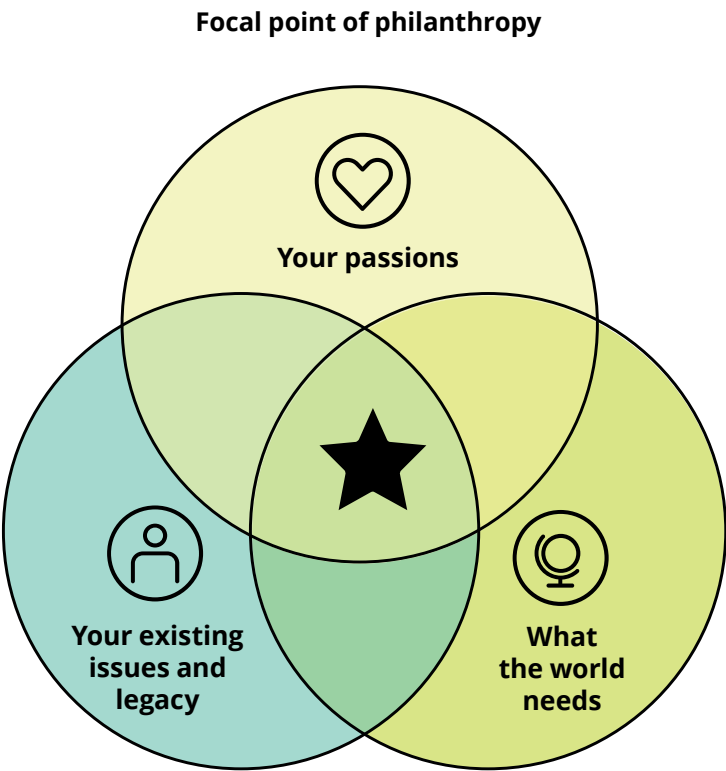 Focal point of philanthropy
Your passions
Your existing
issues and
legacy
What
the world
needs